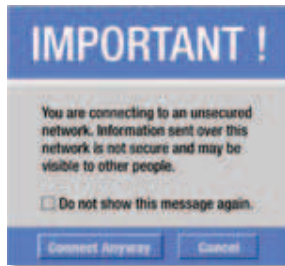 IMPORTANT !
You are connecting to an unsecured
network. Information sent over this
network is not secure and may be
visible to other people.
Do not show this message again.
Connect Anyway
Cancel